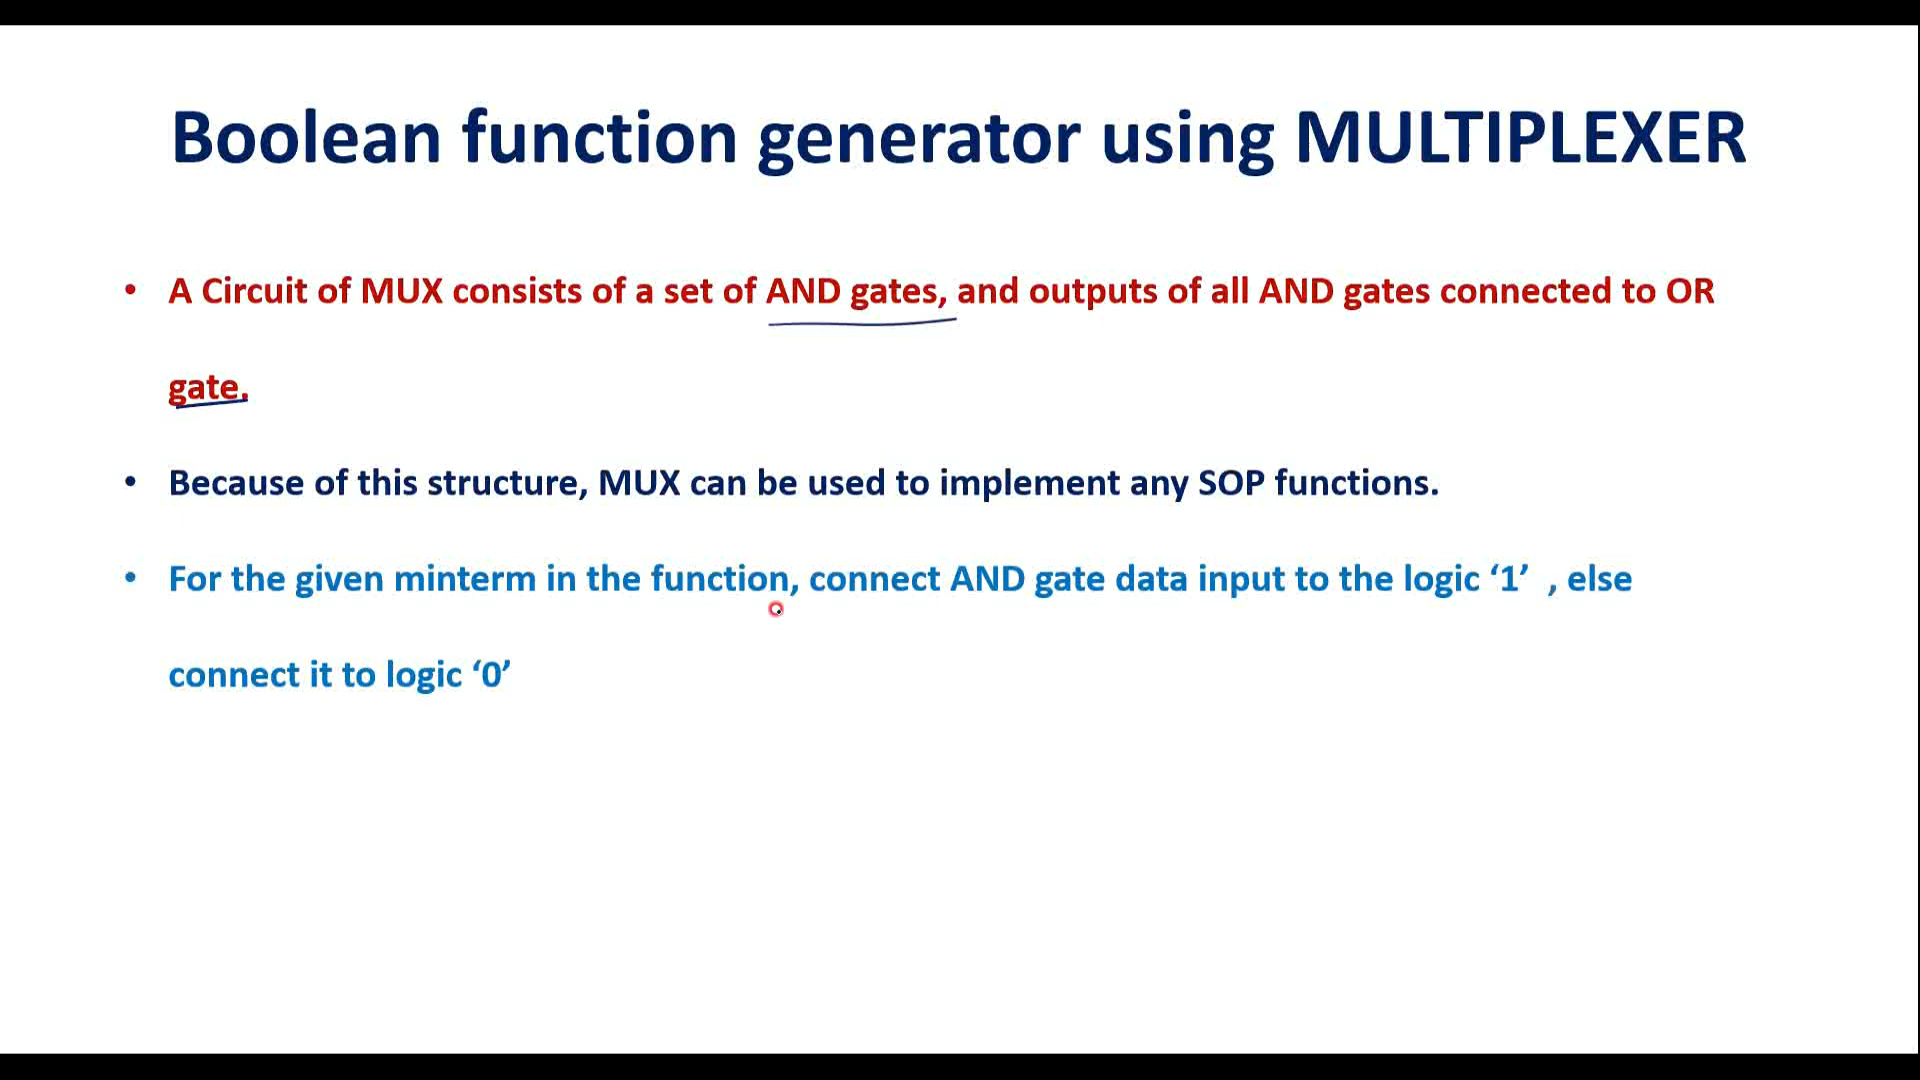 Boolean function generator using MULTIPLEXER
• A Circuit of MUX consists of a set of AND gates, and outputs of all AND gates connected to OR
gate.
• Because of this structure, MUX can be used to implement any SOP functions.
• For the given minterm in the function, connect AND gate data input to the logic ‘1’ , else
connect it to logic ‘0’